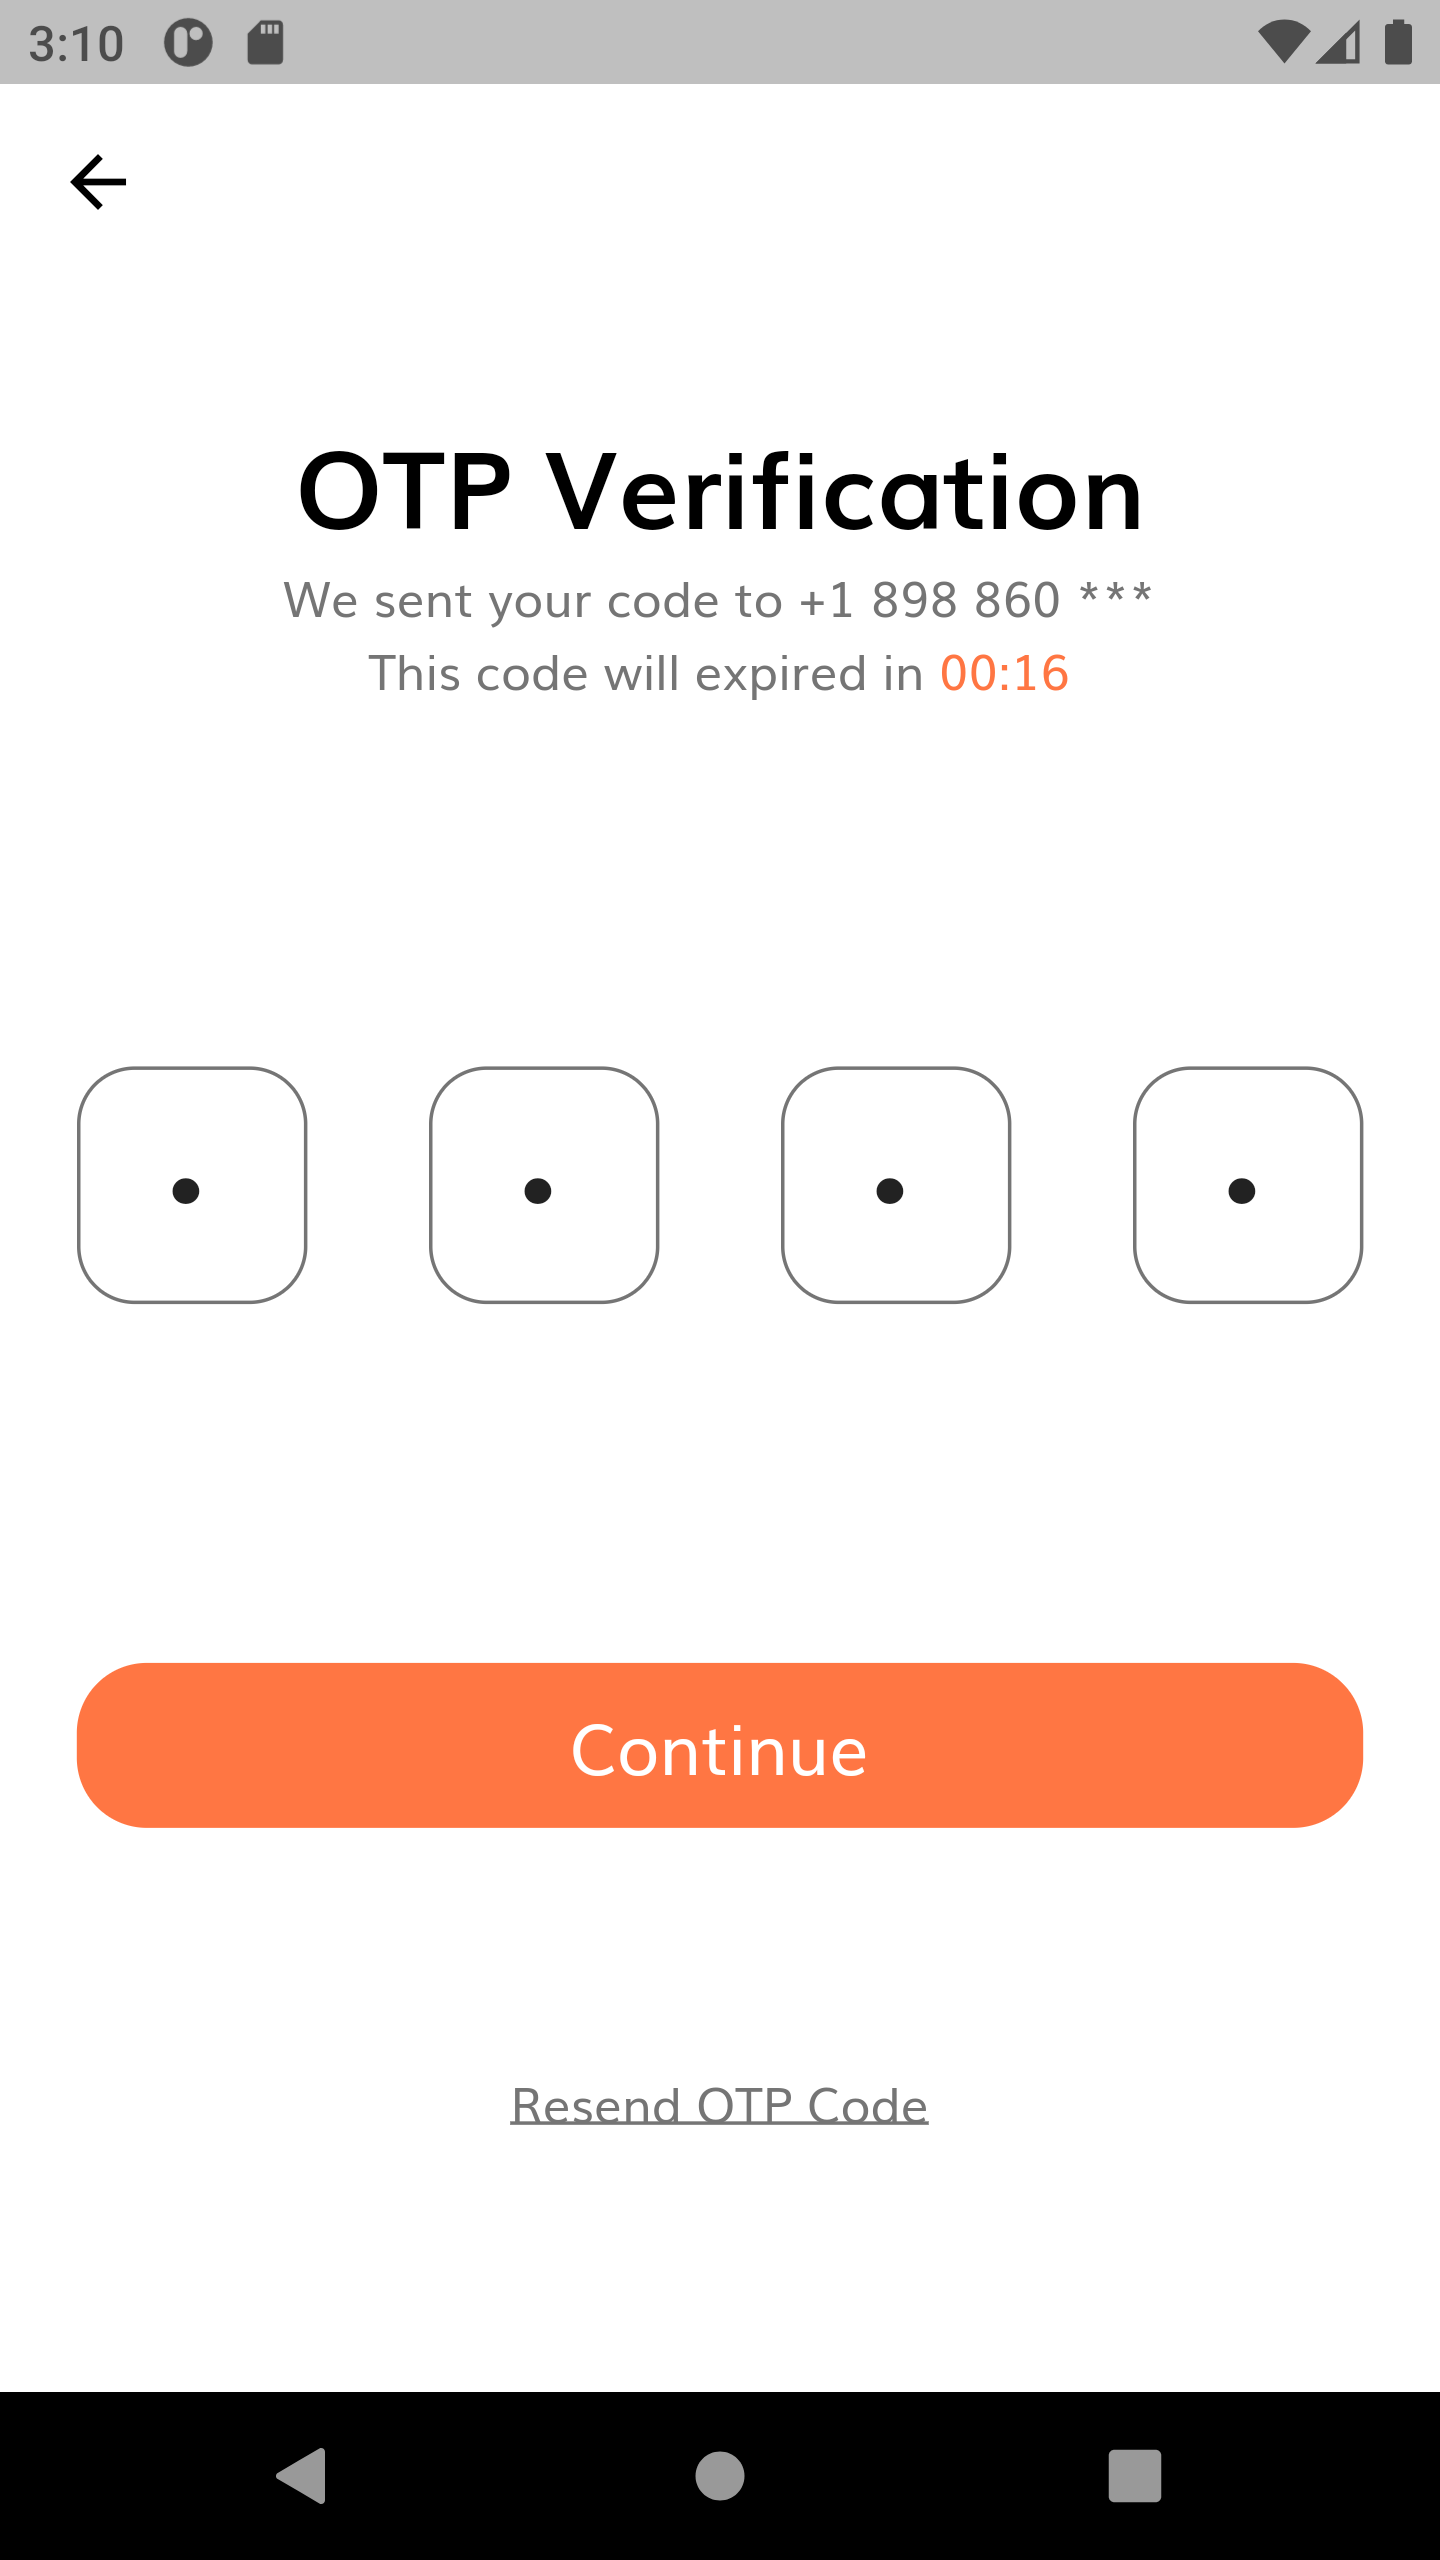 3:10
OTP Verification
We sent your code to +1 898 860 ***
This code will expired in 00:16
Continue
Resend OTP Code